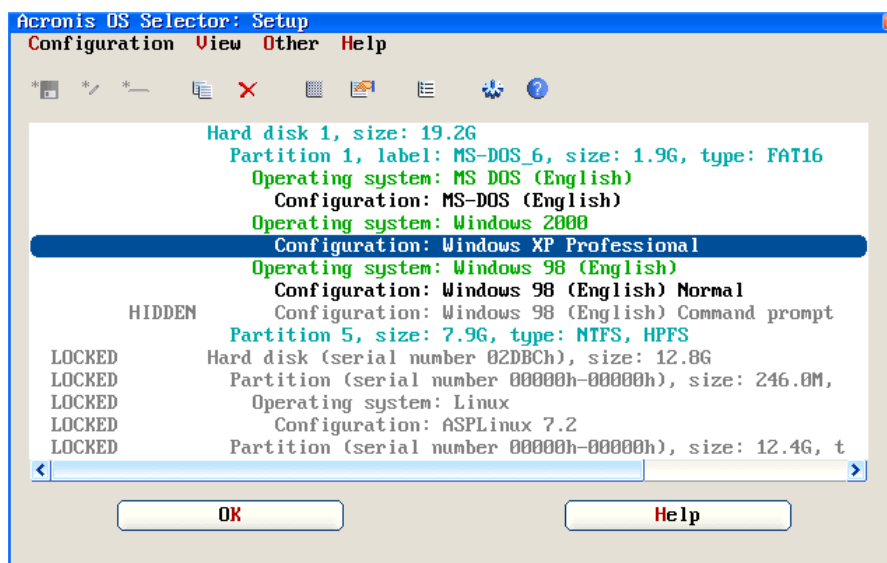 Acronis OS Selector: Setup
Configuration View Other Help
Hard disk 1, size: 19.2G
Partition 1, label: MS-DOS_6, size: 1.9G, type: FAT16
Operating system: MS DOS (English)
Configuration: MS-DOS (English)
Operating system: Windows 2000
Configuration: Windows XP Professional
Operating system: Windows 98 (English)
Configuration: Windows 98 (English) Normal
HIDDEN Configuration: Windows 98 (English) Command prompt
Partition 5, size: 7.9G, type: NTFS, HPFS
LOCKED Hard disk (serial number 02DBCh), size: 12.8G
LOCKED Partition (serial number 00000h-00000h), size: 246.0M,
LOCKED Operating system: Linux
LOCKED Configuration: ASPLinux 7.2
LOCKED Partition (serial number 00000h-00000h), size: 12.4G, t
OK Help